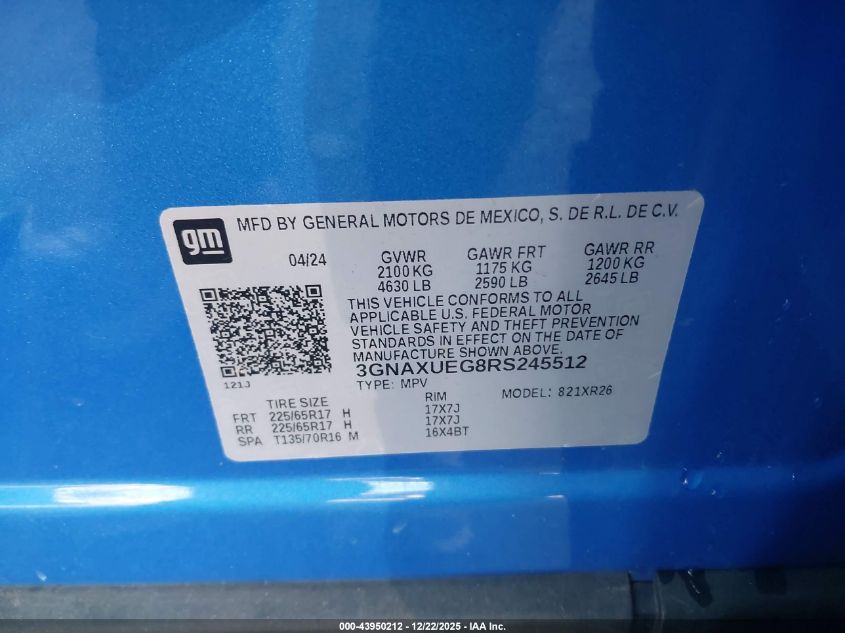 gm
MFD BY GENERAL MOTORS DE MEXICO, S. DE R.L. DE C.V.
04/24 GVWR GAWR FRT GAWR RR
2100 KG 1175 KG 1200 KG
4630 LB 2590 LB 2645 LB
THIS VEHICLE CONFORMS TO ALL
APPLICABLE U.S. FEDERAL MOTOR
VEHICLE SAFETY AND THEFT PREVENTION
STANDARDS IN EFFECT ON THE DATE OF
MANUFACTURE SHOWN ABOVE.
3GNAXUEG8RS245512
121J
TYPE: MPV MODEL: 821XR26
TIRE SIZE RIM
FRT 225/65R17 H 17X7J
RR 225/65R17 H 17X7J
SPA T135/70R16 M 16X4BT
000-43950212 - 12/22/2025 - IAA Inc.